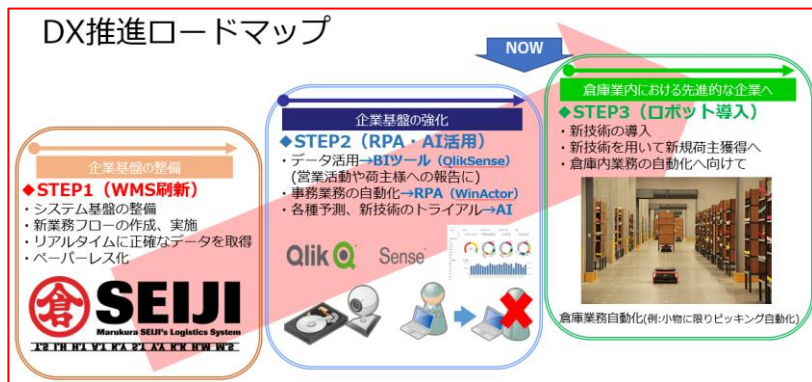 DX推進ロードマップ
NOW
企業基盤の整備
◆STEP1(WMS刷新)
・システム基盤の整備
・新業務フローの作成、実施
・リアルタイムに正確なデータを取得
・ペーパーレス化
倉 SEIJI
Marukura SEIJI's Logistics System
企業基盤の強化
◆STEP2(RPA・AI活用)
・データ活用→BIツール(QlikSense)
(営業活動や荷主様への報告に)
・事務業務の自動化→RPA(WinActor)
・各種予測、新技術のトライアル→AI
Qlik Sense
倉庫業内における先進的な企業へ
◆STEP3(ロボット導入)
・新技術の導入
・新技術を用いて新規荷主獲得へ
・倉庫内業務の自動化へ向けて
倉庫業務自動化(例:小物に限りピッキング自動化)